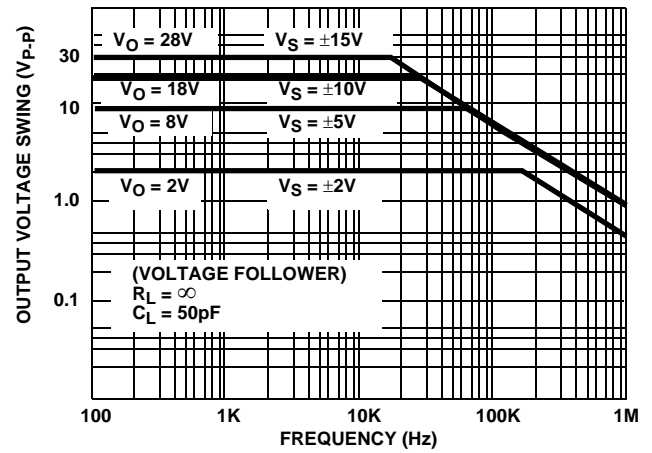 OUTPUT VOLTAGE SWING (VP-P)
30
10
1.0
0.1
VO = 28V VS = ±15V
VO = 18V VS = ±10V
VO = 8V VS = ±5V
VO = 2V VS = ±2V
(VOLTAGE FOLLOWER)
RL = ∞
CL = 50pF
100 1K 10K 100K 1M
FREQUENCY (Hz)